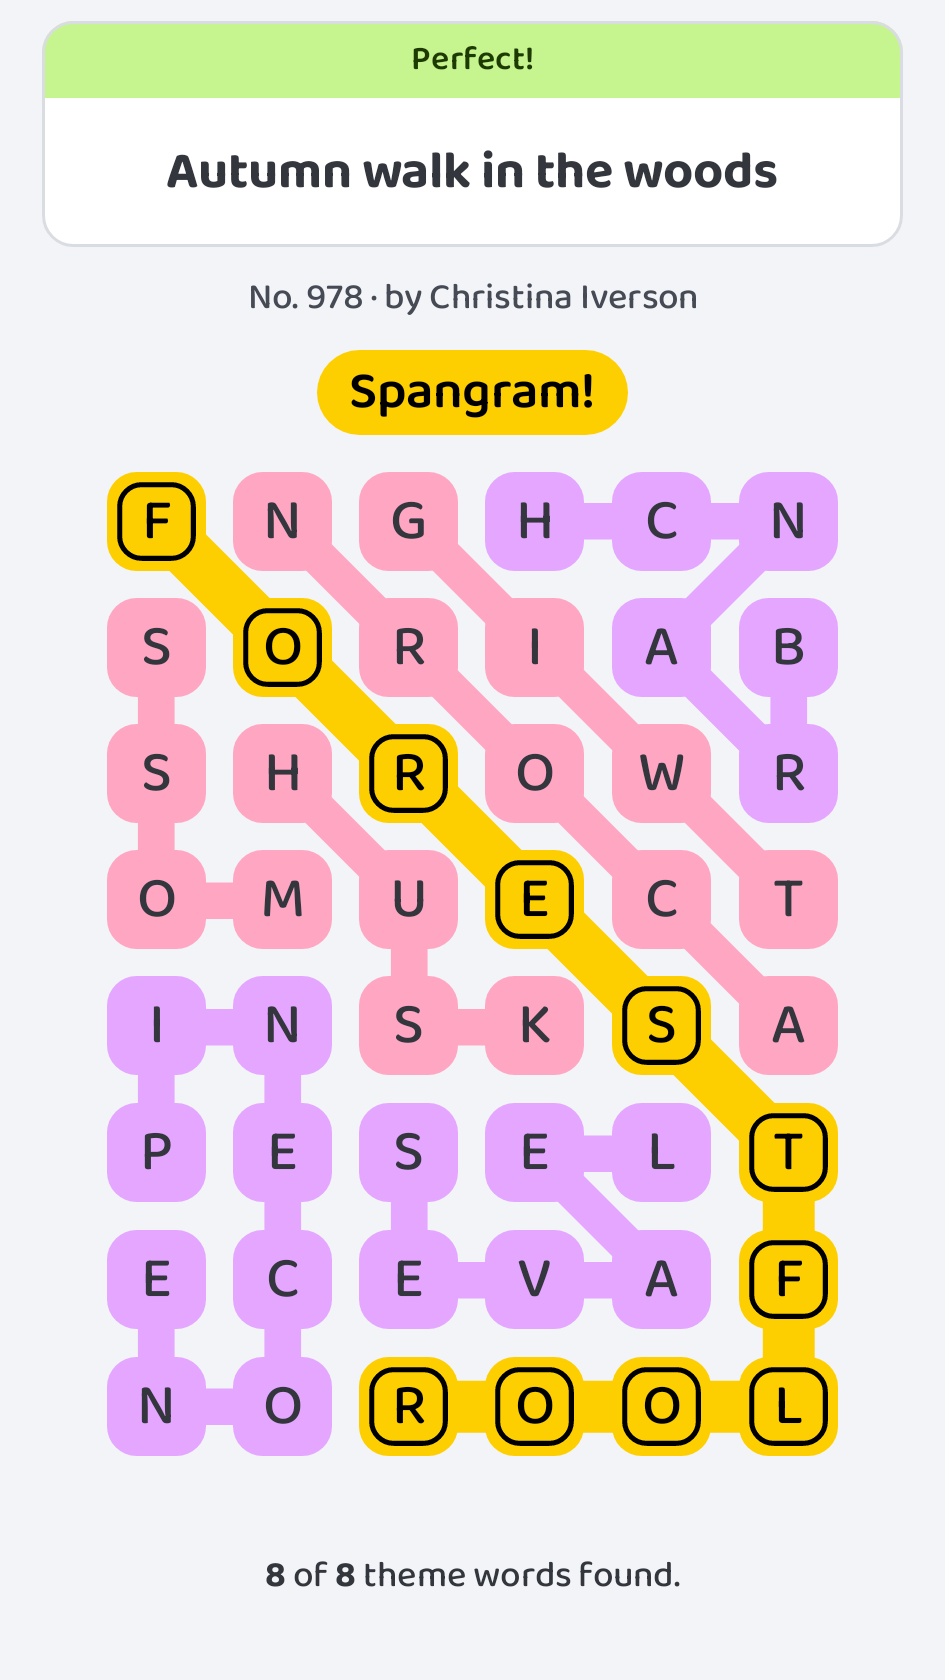 Perfect!
Autumn walk in the woods
No. 978 · by Christina Iverson
Spangram!
F N G H C N
S O R I A B
S H R O W R
O M U E C T
I N S K S A
P E S E L T
E C E V A F
N O R O O L
8 of 8 theme words found.